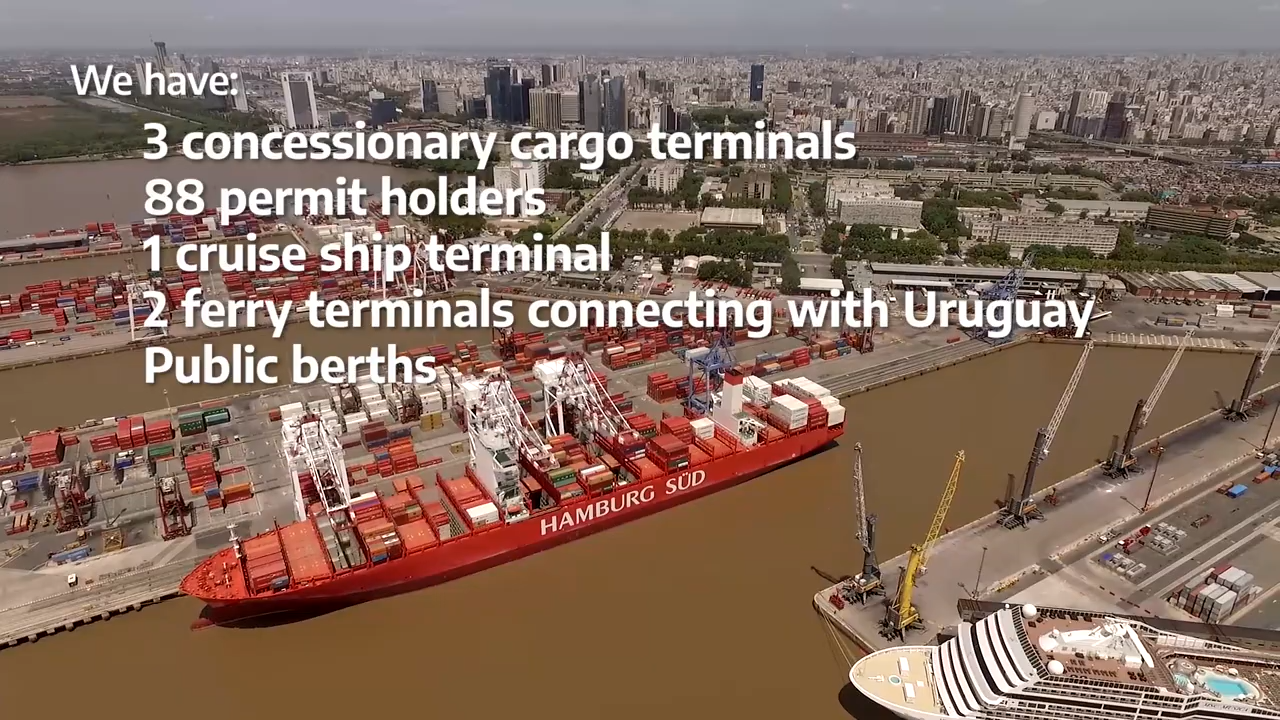 We have:
3 concessionary cargo terminals
88 permit holders
1 cruise ship terminal
2 ferry terminals connecting with Uruguay
Public berths
HAMBURG SÜD